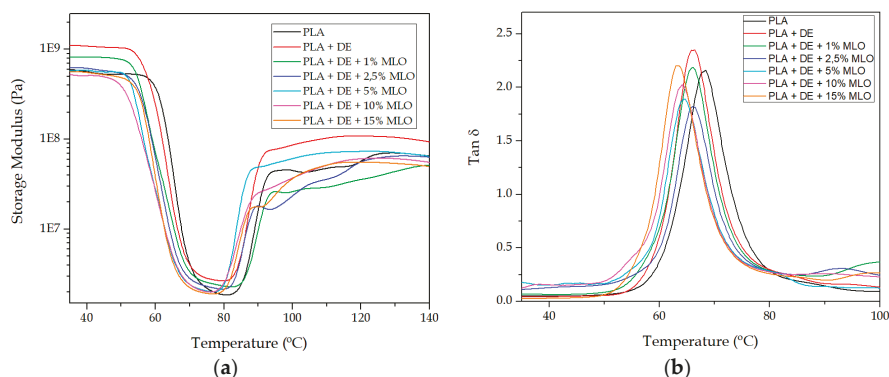 1E9
1E8
1E7
Storage Modulus (Pa)
PLA
PLA + DE
PLA + DE + 1% MLO
PLA + DE + 2,5% MLO
PLA + DE + 5% MLO
PLA + DE + 10% MLO
PLA + DE + 15% MLO
40 60 80 100 120 140
Temperature (ºC)
(a)
2.5
2.0
1.5
1.0
0.5
0.0
Tan δ
PLA
PLA + DE
PLA + DE + 1% MLO
PLA + DE + 2,5% MLO
PLA + DE + 5% MLO
PLA + DE + 10% MLO
PLA + DE + 15% MLO
40 60 80 100
Temperature (ºC)
(b)